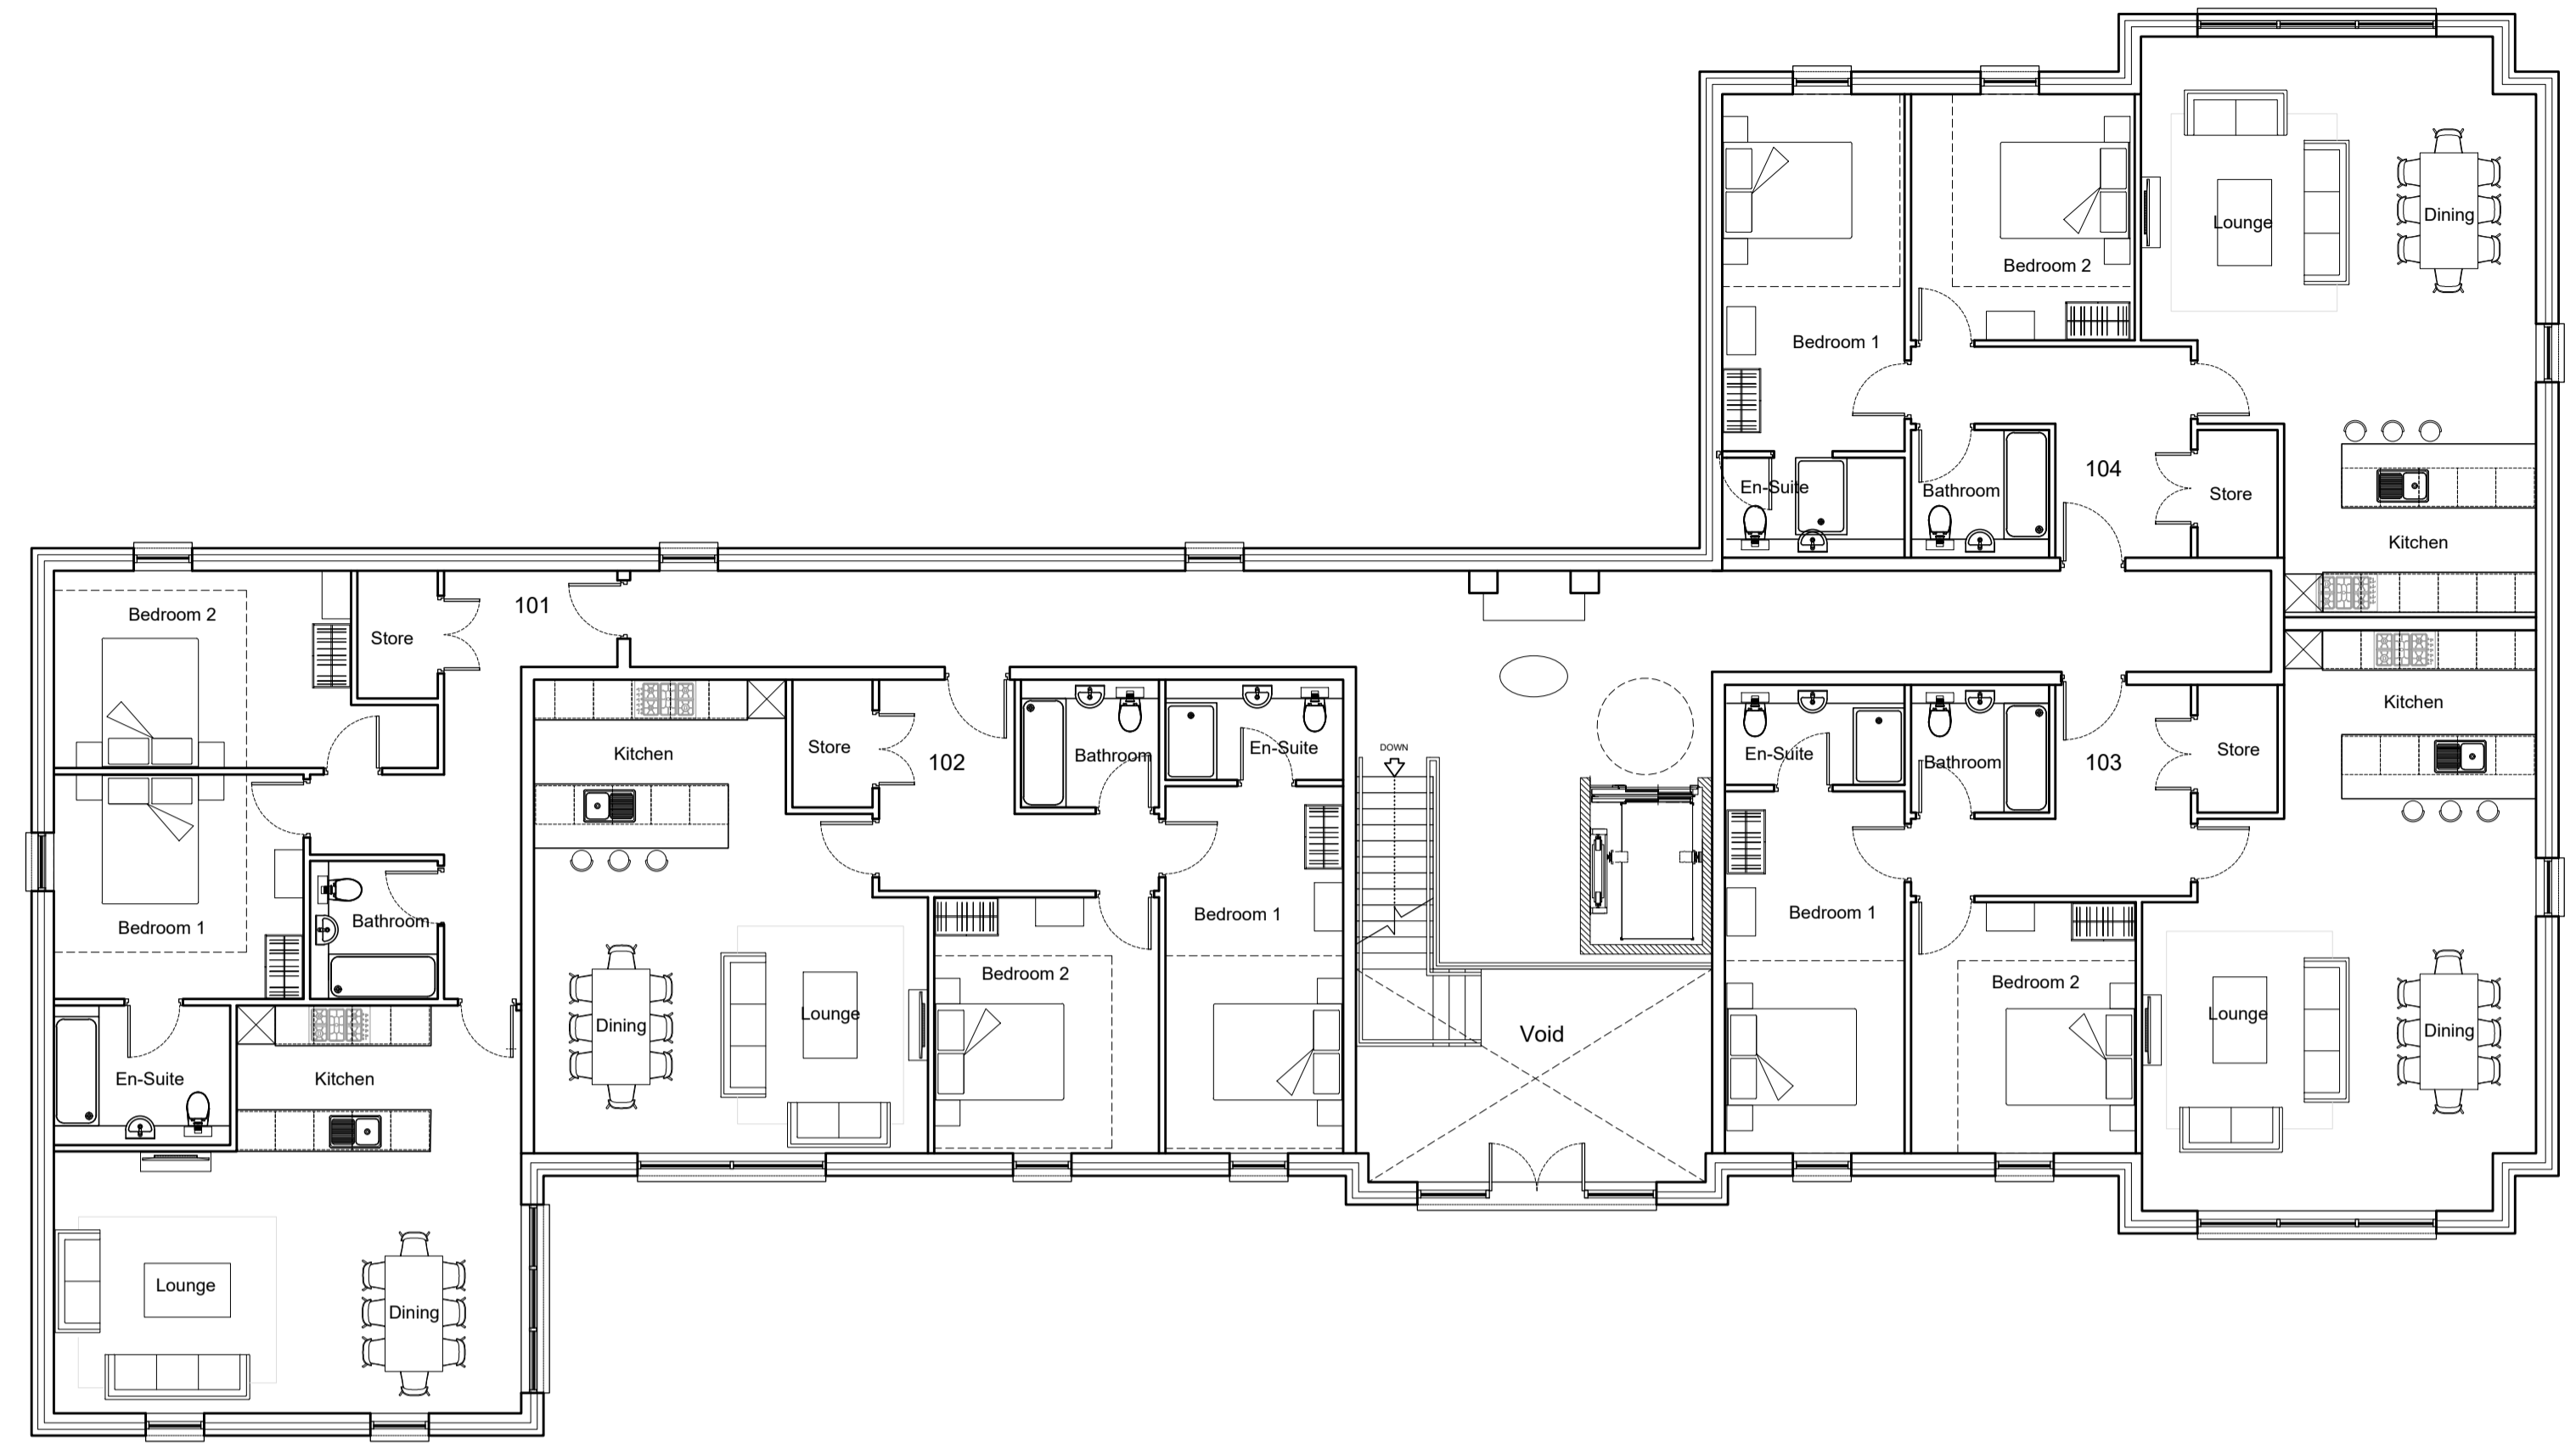 Lounge
Dining
Bedroom 2
Bedroom 1
104
En-Suite
Bathroom
Store
Kitchen
101
Bedroom 2
Store
Bedroom 1
Bathroom
En-Suite
Kitchen
Lounge
Dining
Kitchen
Store
102
Bathroom
En-Suite
Bedroom 1
Bedroom 2
Lounge
Dining
DOWN
Void
En-Suite
Bathroom
103
Store
Kitchen
Bedroom 1
Bedroom 2
Lounge
Dining